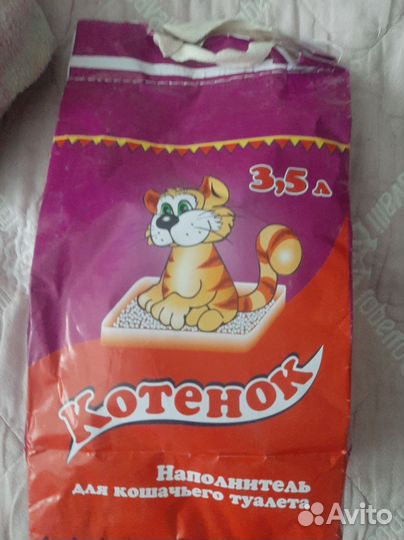 3,5 л
Котенок
Наполнитель
для кошачьего туалета
Avito